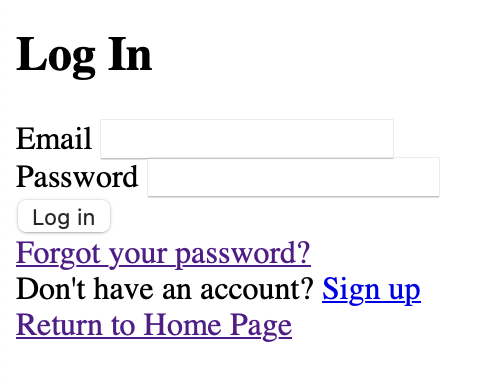 Log In
Email
Password
Log in
Forgot your password?
Don't have an account? Sign up
Return to Home Page